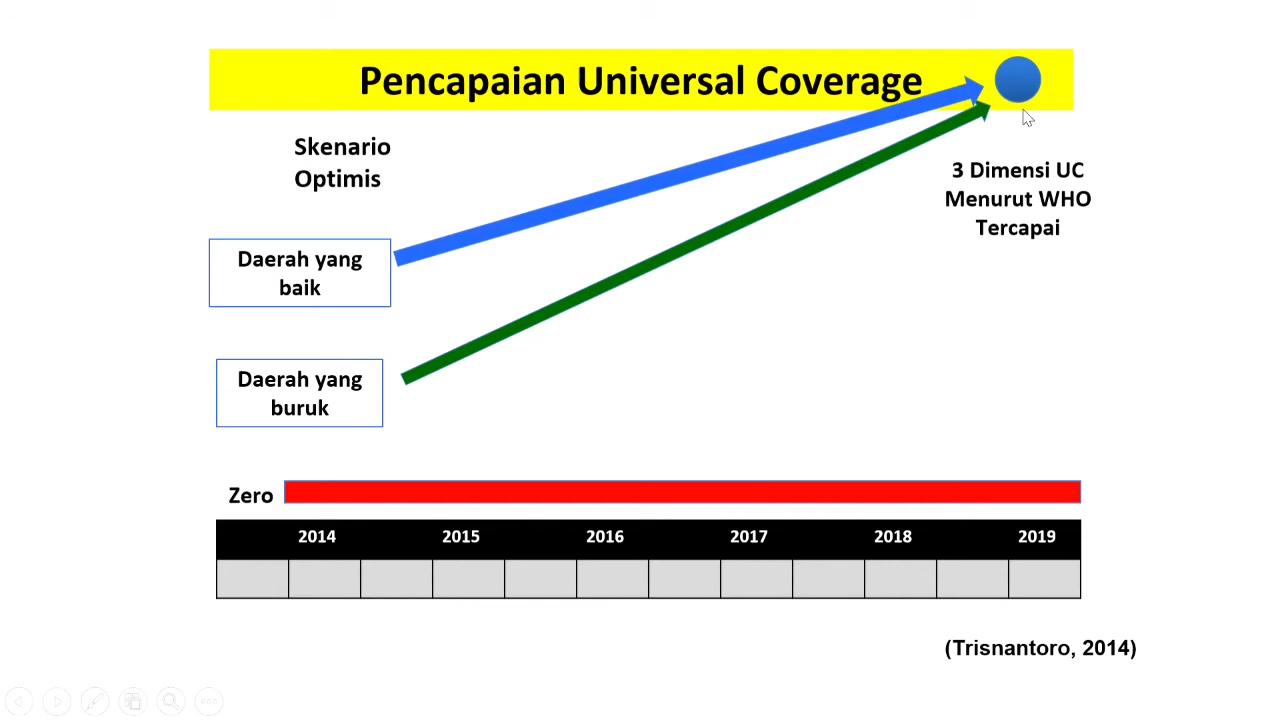 Pencapaian Universal Coverage
Skenario
Optimis
3 Dimensi UC
Menurut WHO
Tercapai
Daerah yang
baik
Daerah yang
buruk
Zero
2014 2015 2016 2017 2018 2019
(Trisnantoro, 2014)